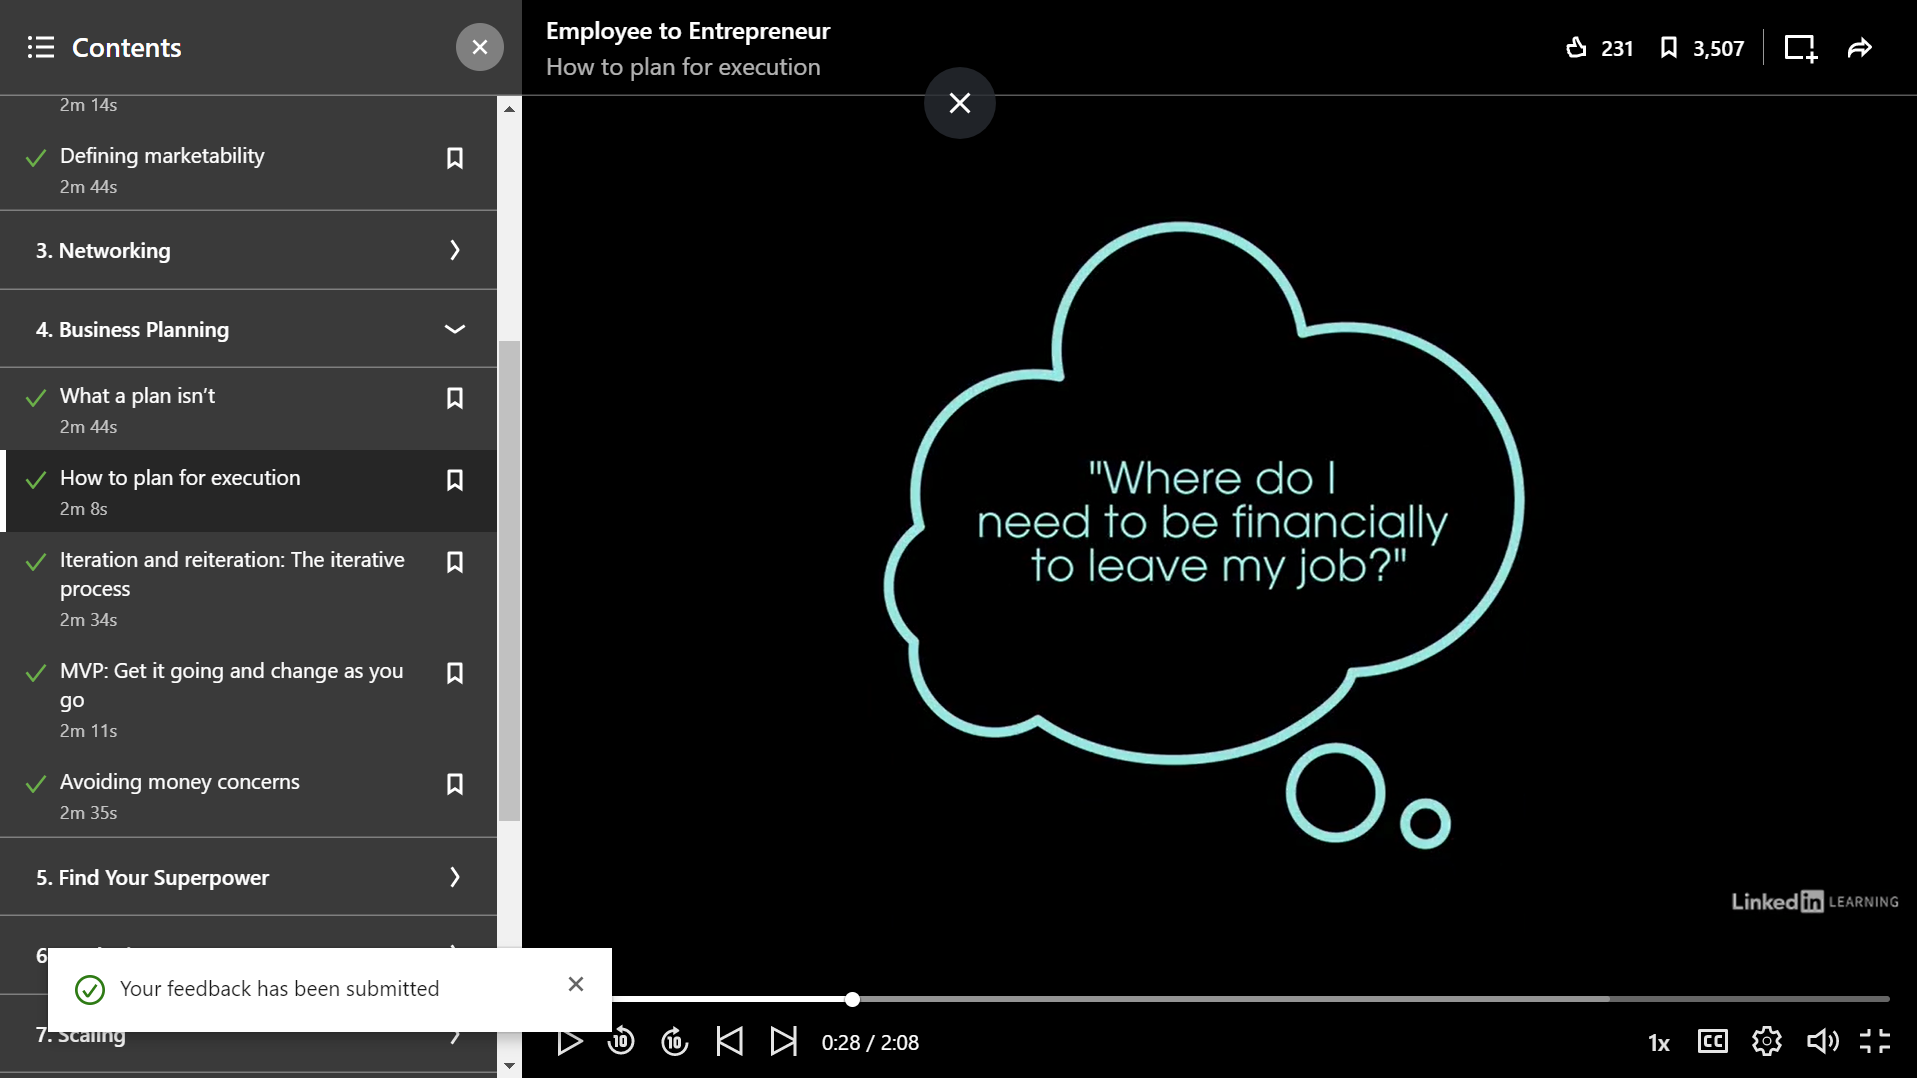 Contents
2m 14s
Defining marketability
2m 44s
3. Networking
4. Business Planning
What a plan isn’t
2m 44s
How to plan for execution
2m 8s
Iteration and reiteration: The iterative
process
2m 34s
MVP: Get it going and change as you
go
2m 11s
Avoiding money concerns
2m 35s
5. Find Your Superpower
6.
7. Scaling
Your feedback has been submitted
Employee to Entrepreneur
How to plan for execution
231
3,507
"Where do I
need to be financially
to leave my job?"
Linked in LEARNING
10
10
0:28 / 2:08
1x
CC